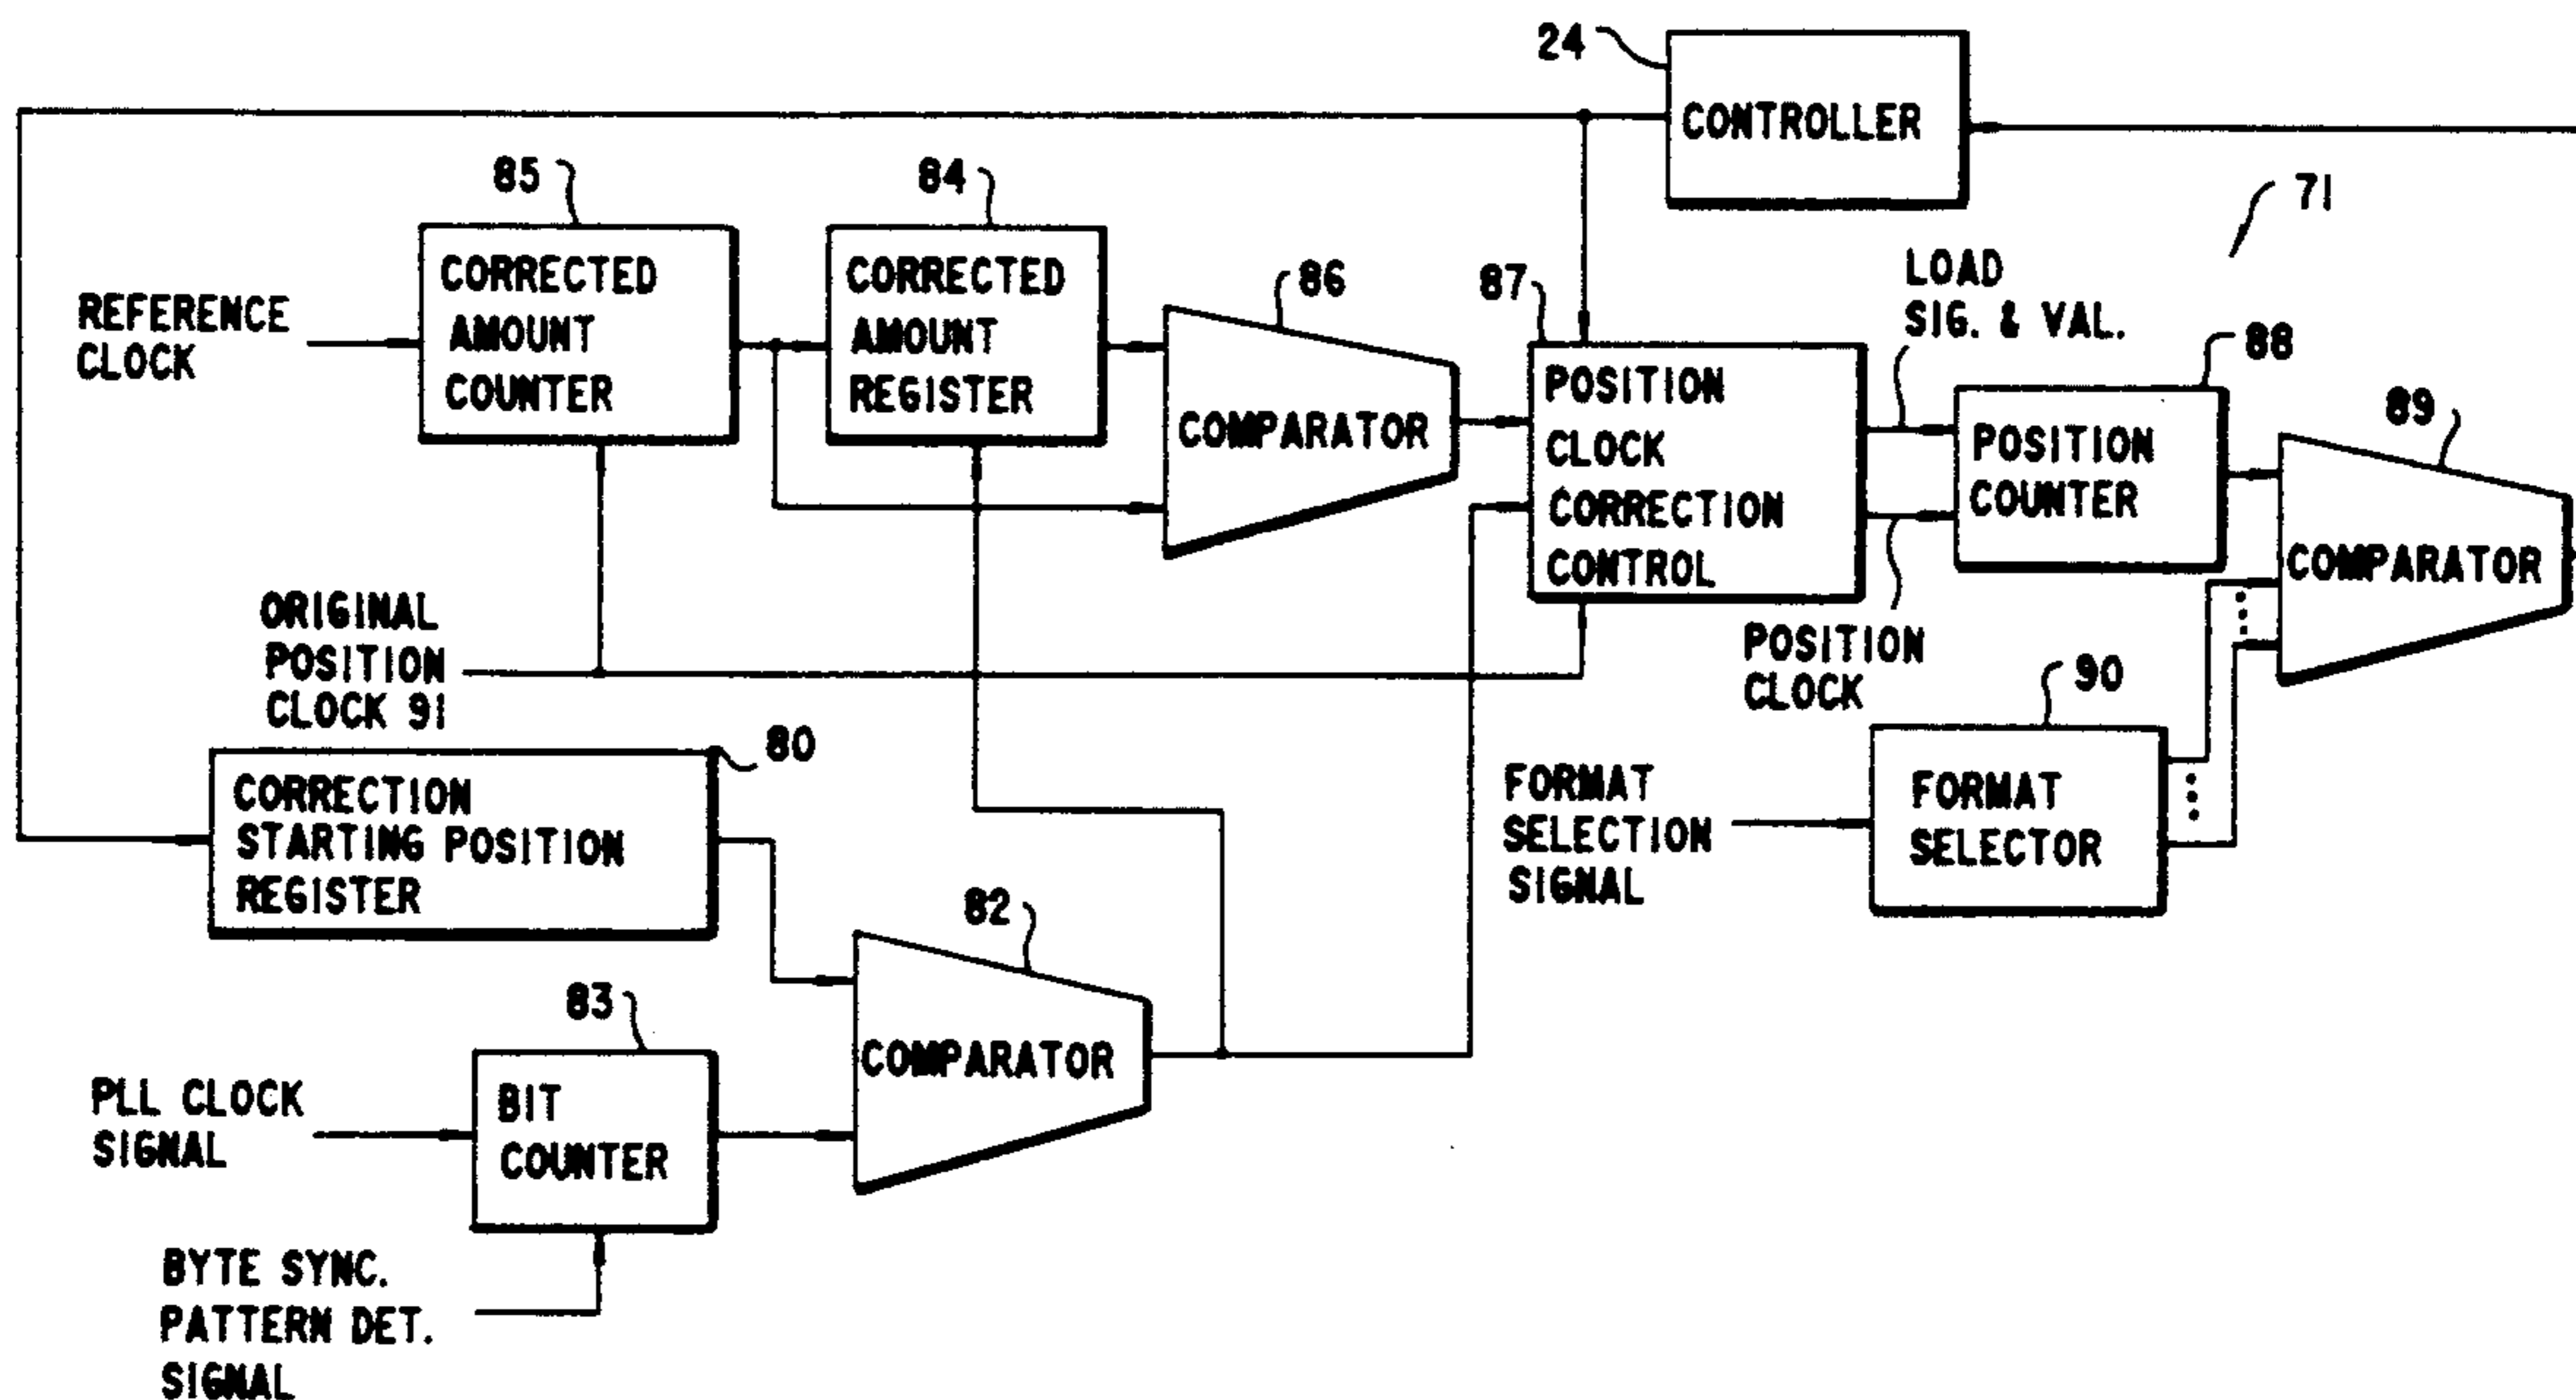 24
CONTROLLER
71
85
84
86
87
LOAD
SIG. & VAL.
88
89
REFERENCE
CLOCK
CORRECTED
AMOUNT
COUNTER
CORRECTED
AMOUNT
REGISTER
COMPARATOR
POSITION
CLOCK
CORRECTION
CONTROL
POSITION
COUNTER
COMPARATOR
ORIGINAL
POSITION
CLOCK 91
POSITION
CLOCK
90
80
CORRECTION
STARTING POSITION
REGISTER
FORMAT
SELECTION
SIGNAL
FORMAT
SELECTOR
82
COMPARATOR
83
PLL CLOCK
SIGNAL
BIT
COUNTER
BYTE SYNC.
PATTERN DET.
SIGNAL